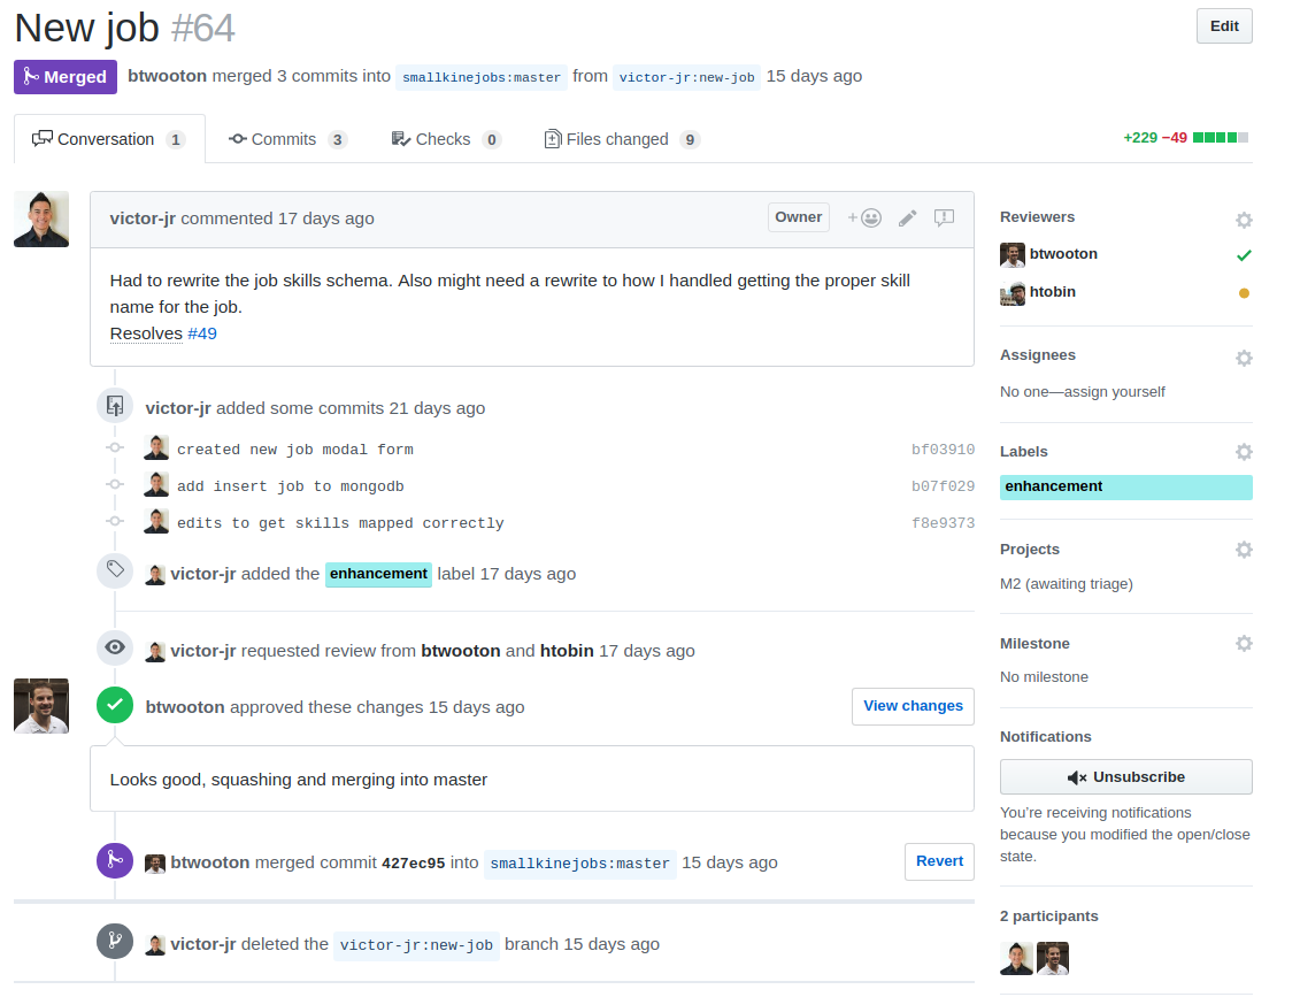 New job #64
Edit
Merged btwooton merged 3 commits into smallkinejobs:master from victor-jr:new-job 15 days ago
Conversation 1 Commits 3 Checks 0 Files changed 9 +229 −49
victor-jr commented 17 days ago Owner
Had to rewrite the job skills schema. Also might need a rewrite to how I handled getting the proper skill
name for the job.
Resolves #49
victor-jr added some commits 21 days ago
created new job modal form bf03910
add insert job to mongodb b07f029
edits to get skills mapped correctly f8e9373
victor-jr added the enhancement label 17 days ago
victor-jr requested review from btwooton and htobin 17 days ago
btwooton approved these changes 15 days ago View changes
Looks good, squashing and merging into master
btwooton merged commit 427ec95 into smallkinejobs:master 15 days ago Revert
victor-jr deleted the victor-jr:new-job branch 15 days ago
Reviewers
btwooton
htobin
Assignees
No one—assign yourself
Labels
enhancement
Projects
M2 (awaiting triage)
Milestone
No milestone
Notifications
Unsubscribe
You're receiving notifications
because you modified the open/close
state.
2 participants